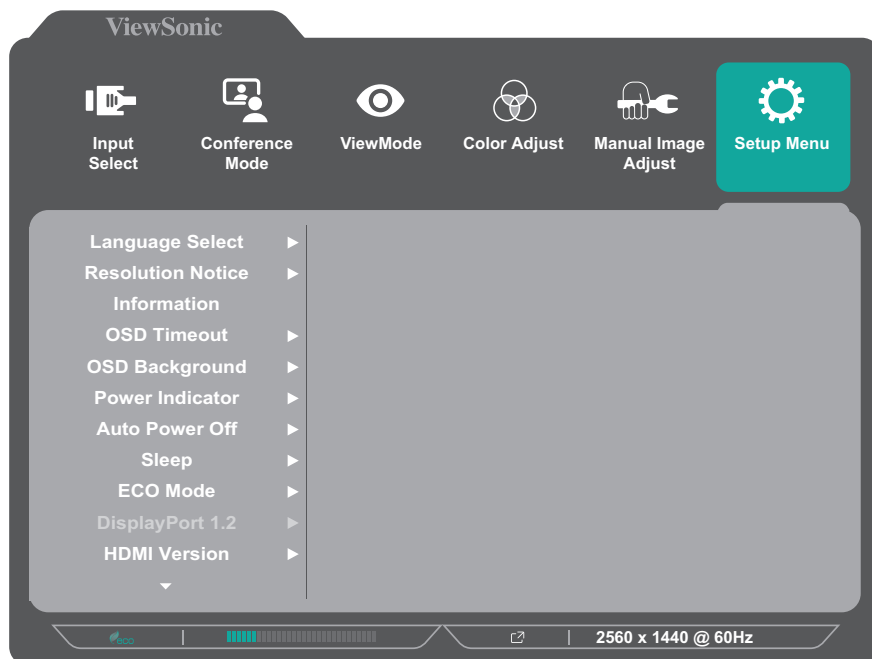 ViewSonic
Input
Select
Conference
Mode
ViewMode
Color Adjust
Manual Image
Adjust
Setup Menu
Language Select
Resolution Notice
Information
OSD Timeout
OSD Background
Power Indicator
Auto Power Off
Sleep
ECO Mode
DisplayPort 1.2
HDMI Version
eco
2560 x 1440 @ 60Hz